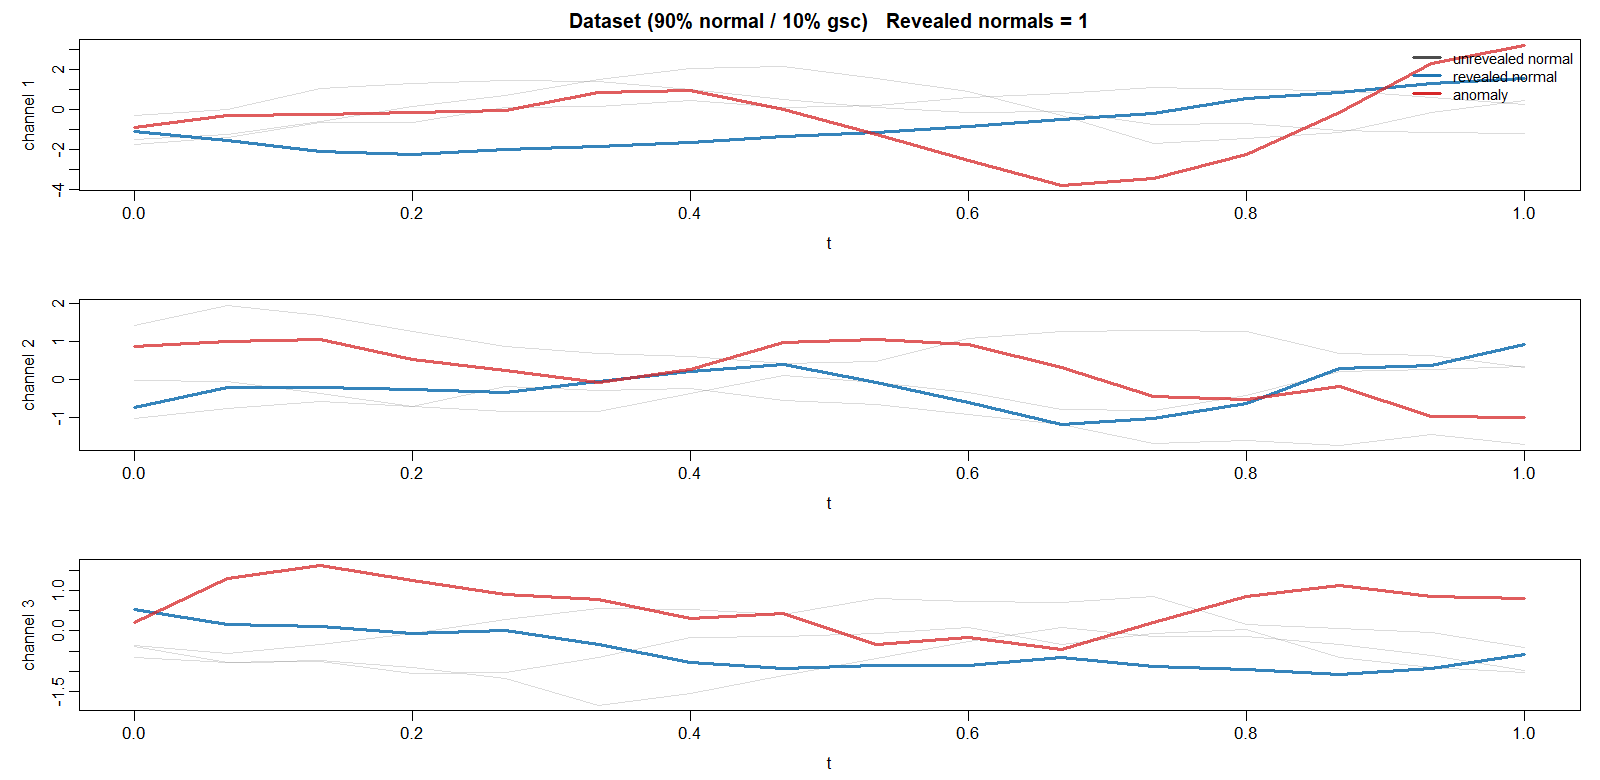 Dataset (90% normal / 10% gsc)   Revealed normals = 1
channel 1
2
0
-2
-4
unrevealed normal
revealed normal
anomaly
0.0 0.2 0.4 0.6 0.8 1.0
t
channel 2
2
1
0
-1
0.0 0.2 0.4 0.6 0.8 1.0
t
channel 3
1.0
0.0
-1.5
0.0 0.2 0.4 0.6 0.8 1.0
t